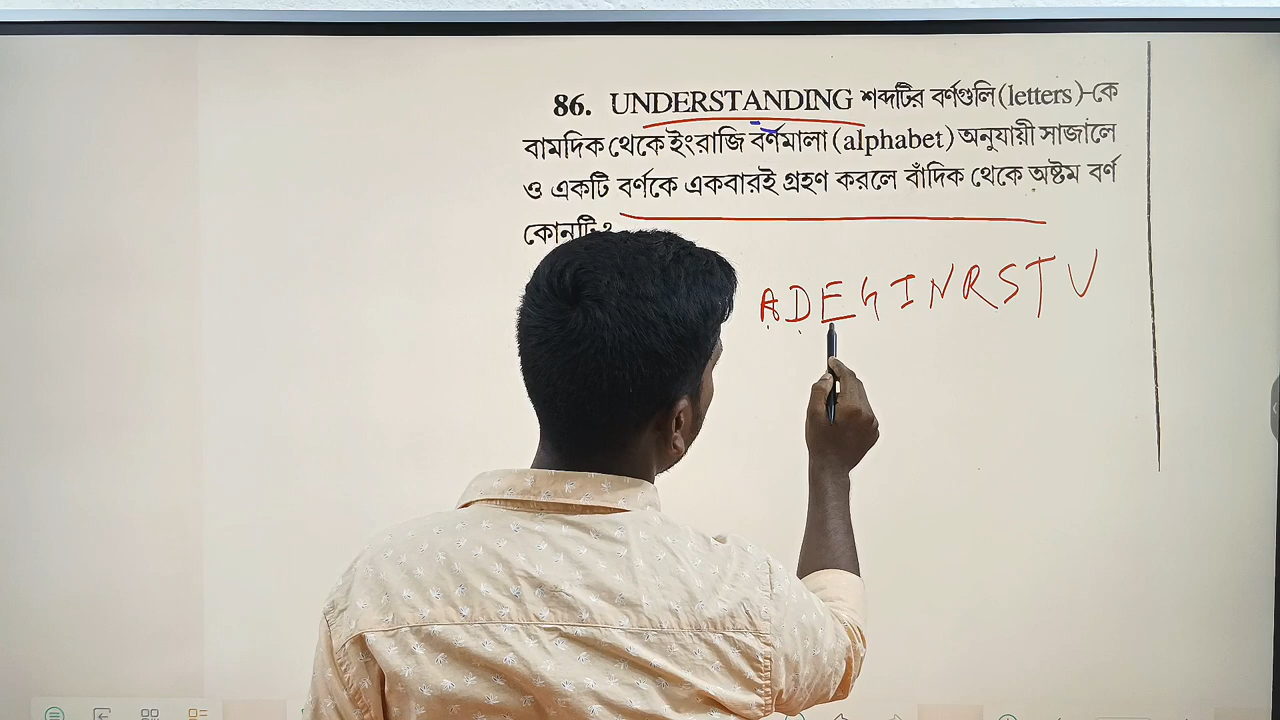 86. UNDERSTANDING শব্দটির বর্ণগুলি (letters)-কে
বামদিক থেকে ইংরাজি বর্ণমালা (alphabet) অনুযায়ী সাজালে
ও একটি বর্ণকে একবারই গ্রহণ করলে বাঁদিক থেকে অষ্টম বর্ণ
কোনটি?
A D E G I N R S T U